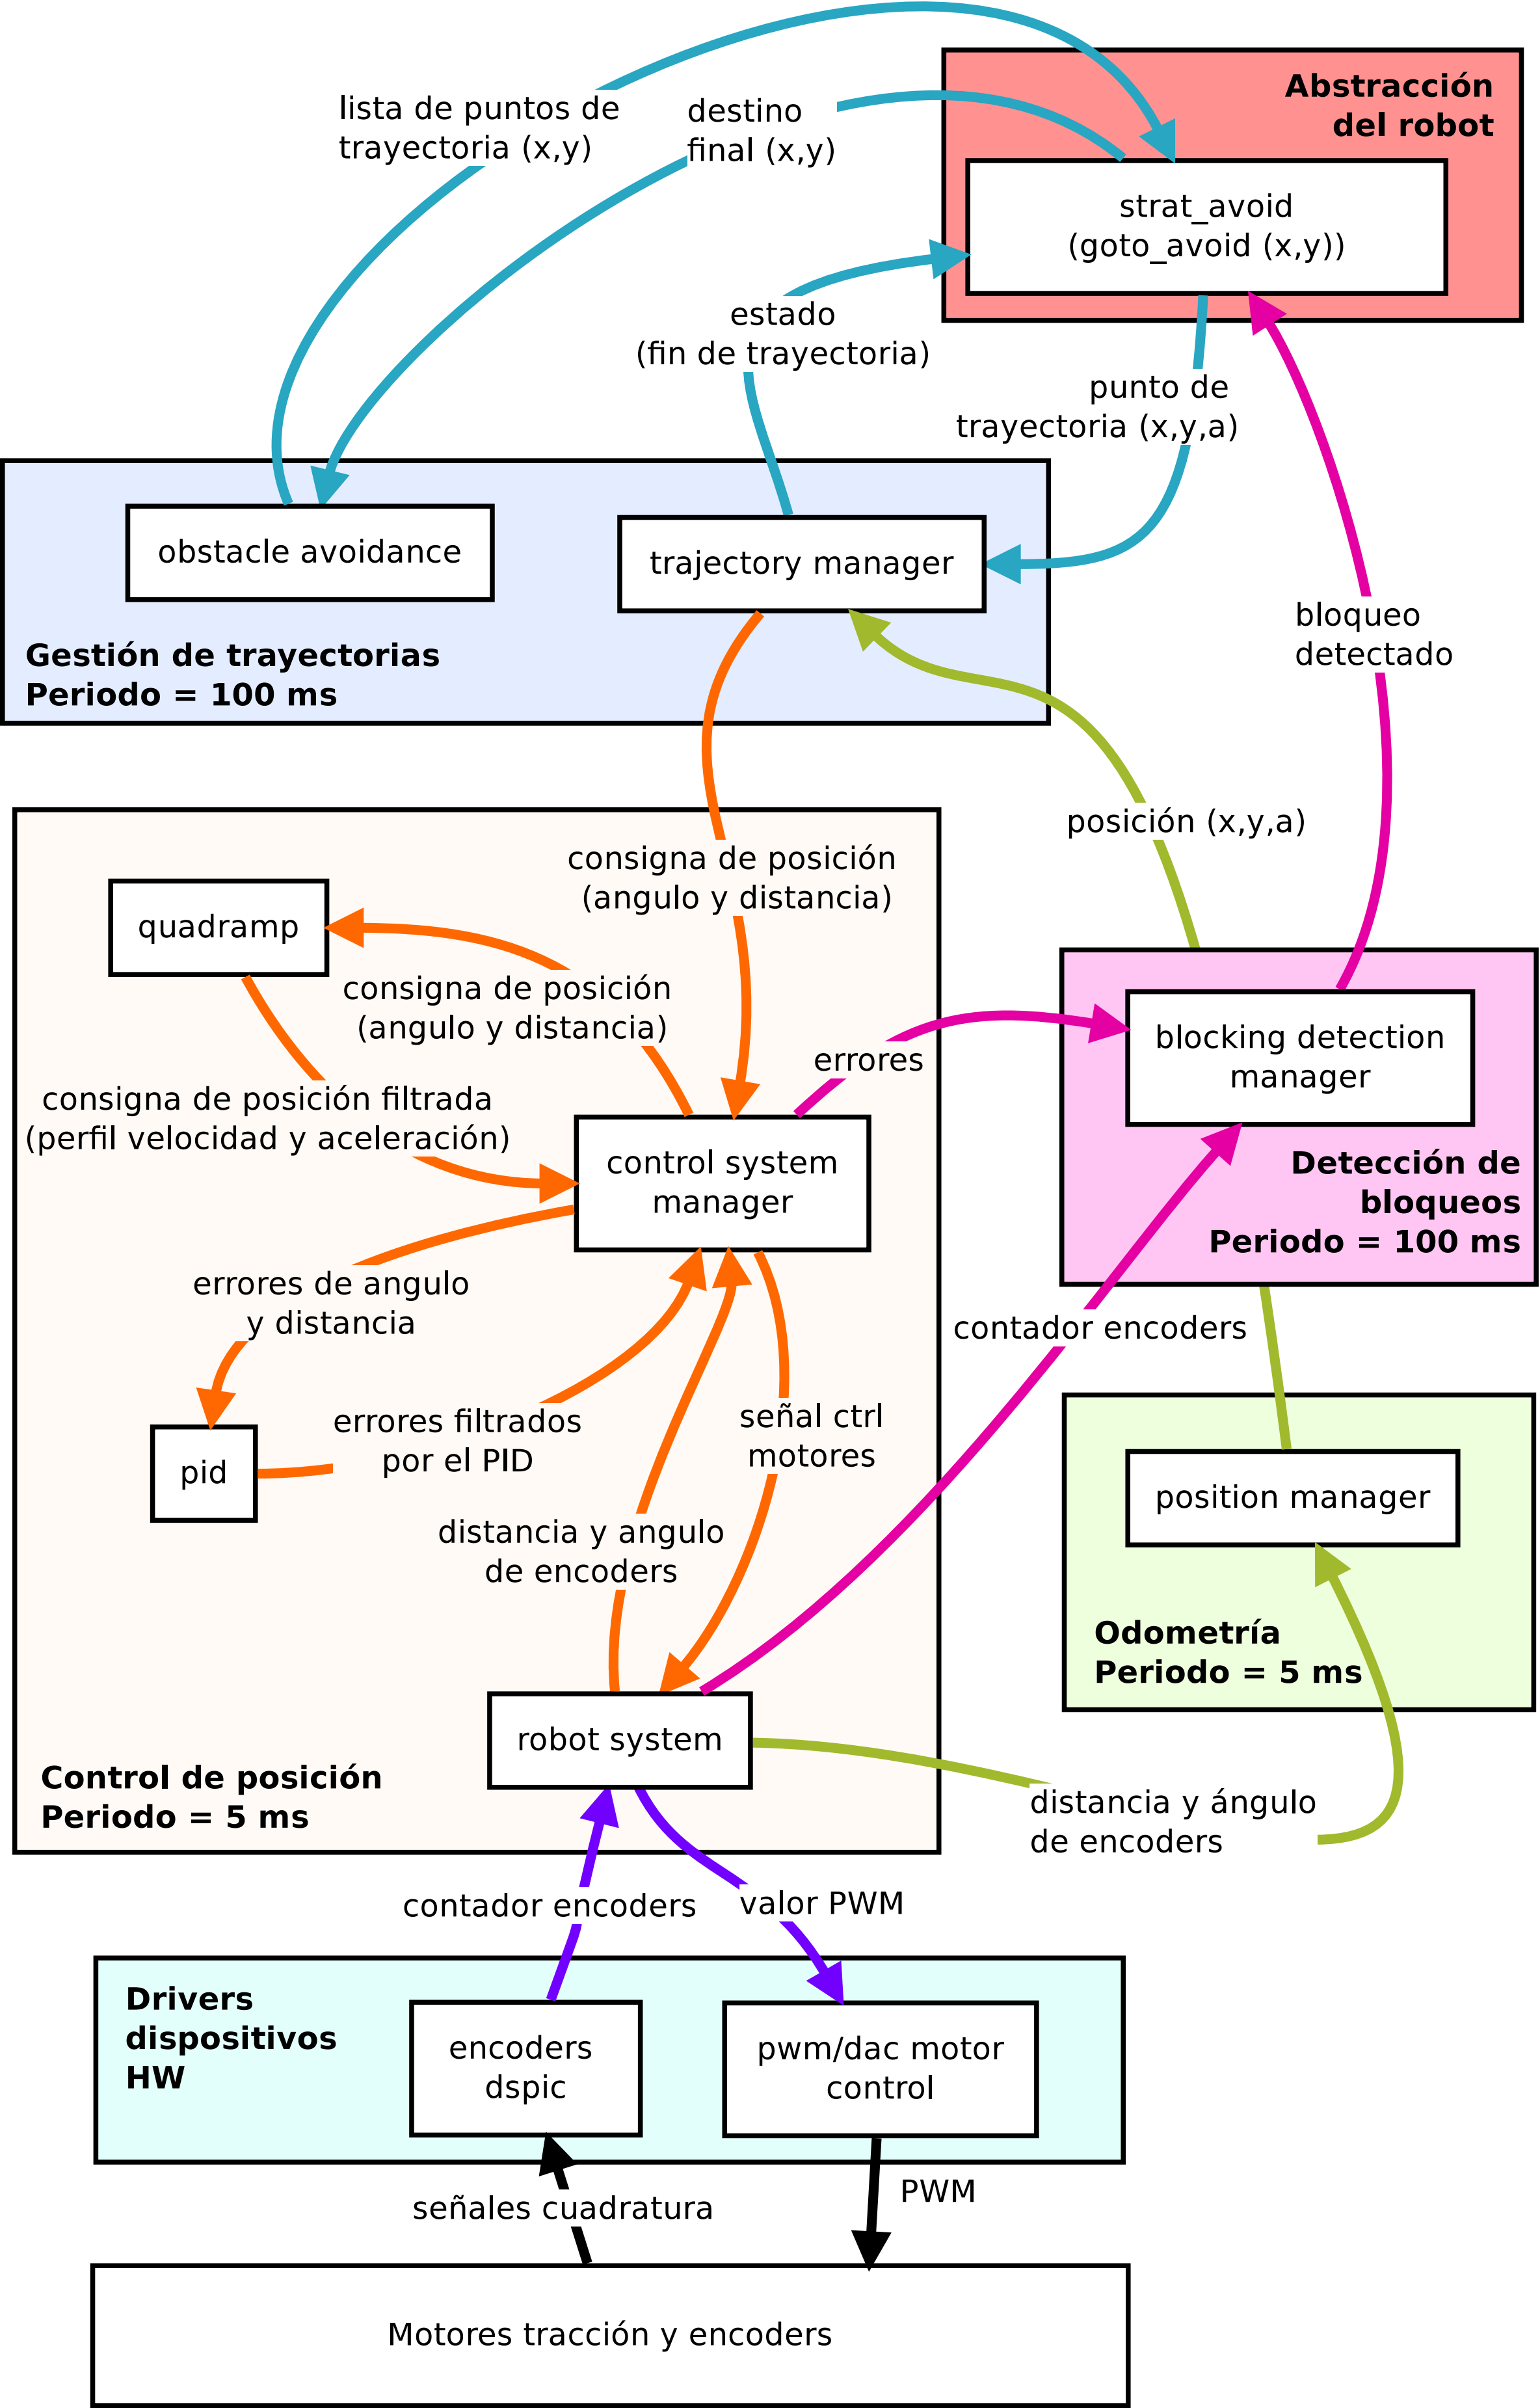 lista de puntos de
trayectoria (x,y)
destino
final (x,y)
Abstracción
del robot
strat_avoid
(goto_avoid (x,y))
estado
(fin de trayectoria)
punto de
trayectoria (x,y,a)
obstacle avoidance
trajectory manager
Gestión de trayectorias
Periodo = 100 ms
bloqueo
detectado
posición (x,y,a)
consigna de posición
(angulo y distancia)
quadramp
consigna de posición
(angulo y distancia)
errores
blocking detection
manager
consigna de posición filtrada
(perfil velocidad y aceleración)
control system
manager
Detección de
bloqueos
Periodo = 100 ms
errores de angulo
y distancia
contador encoders
errores filtrados
por el PID
señal ctrl
motores
pid
position manager
distancia y angulo
de encoders
Odometría
Periodo = 5 ms
robot system
Control de posición
Periodo = 5 ms
distancia y ángulo
de encoders
contador encoders
valor PWM
Drivers
dispositivos
HW
encoders
dspic
pwm/dac motor
control
señales cuadratura
PWM
Motores tracción y encoders